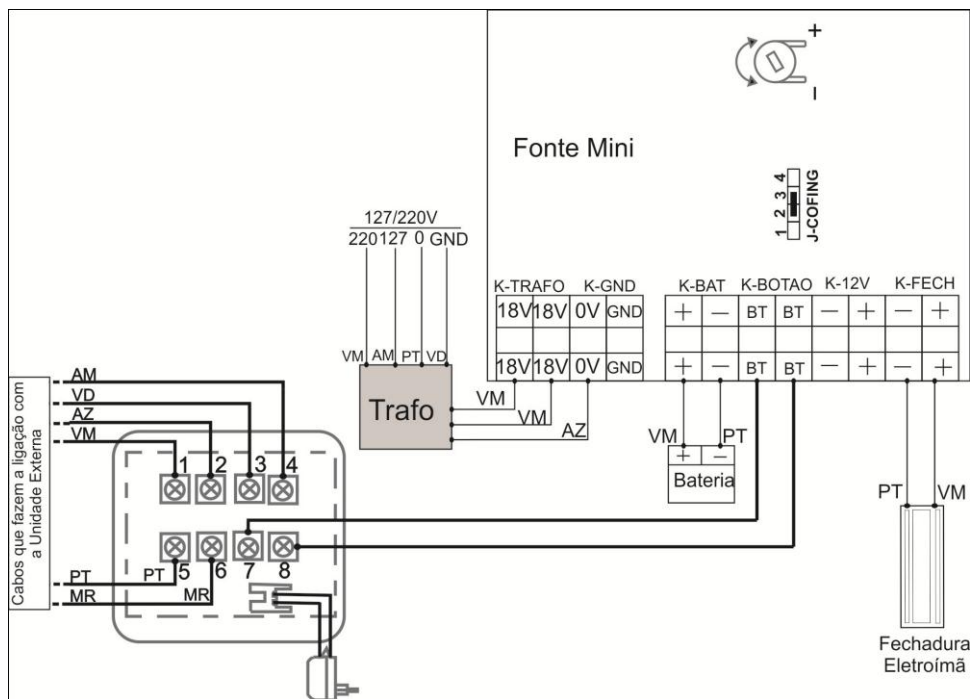 +
−
Fonte Mini
1 2 3 4
J-COFING
127/220V
220 127 0 GND
K-TRAFO K-GND K-BAT K-BOTAO K-12V K-FECH
18V 18V 0V GND + − BT BT − + − +
18V 18V 0V GND + − BT BT − + − +
VM AM PT VD
Trafo
VM
VM
AZ
VM PT
+ −
Bateria
PT VM
Fechadura
Eletroímã
Cabos que fazem a ligação com
a Unidade Externa
AM
VD
AZ
VM
1 2 3 4
5 6 7 8
PT PT
MR MR